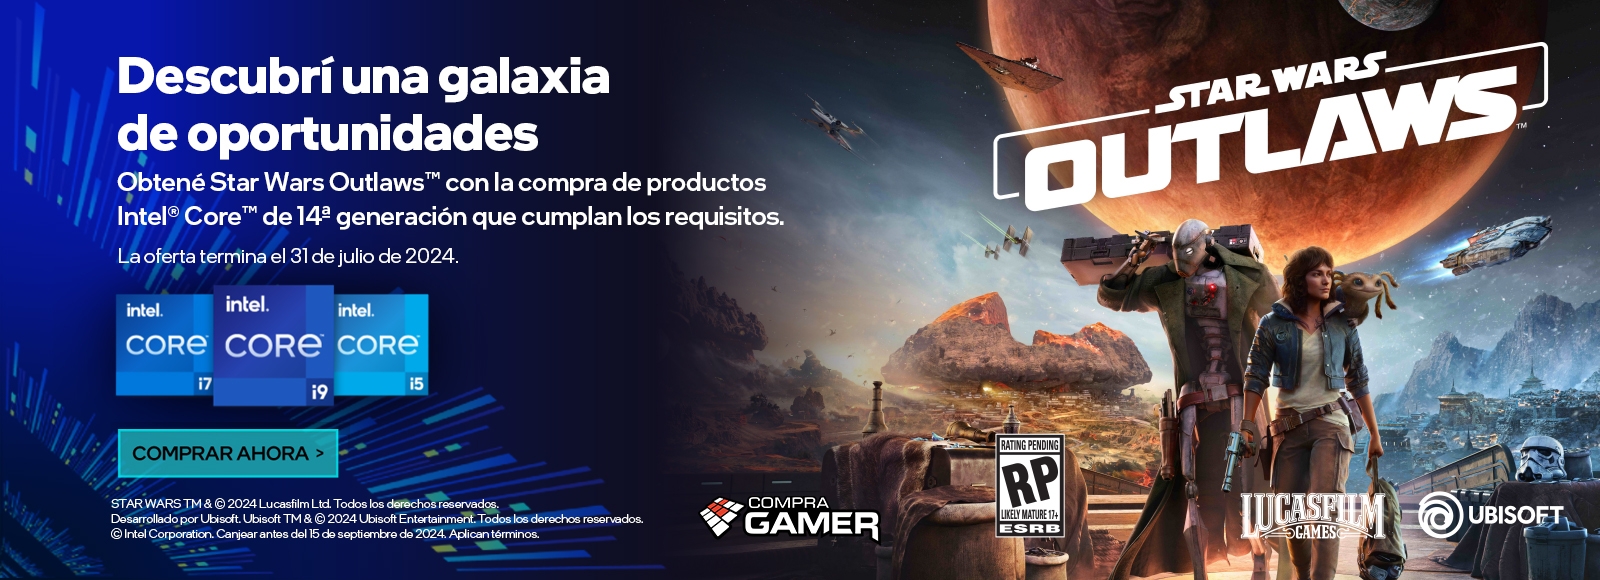 Descubrí una galaxia
de oportunidades
Obtené Star Wars Outlaws™ con la compra de productos
Intel® Core™ de 14ª generación que cumplan los requisitos.
La oferta termina el 31 de julio de 2024.
intel.
CORE
i7
intel.
CORE™
i9
intel.
CORE™
i5
COMPRAR AHORA >
STAR WARS TM & © 2024 Lucasfilm Ltd. Todos los derechos reservados.
Desarrollado por Ubisoft. Ubisoft TM & © 2024 Ubisoft Entertainment. Todos los derechos reservados.
© Intel Corporation. Canjear antes del 15 de septiembre de 2024. Aplican términos.
STAR WARS
OUTLAWS™
COMPRA
GAMER
RATING PENDING
RP
LIKELY MATURE 17+
ESRB
LUCASFILM
GAMES
UBISOFT